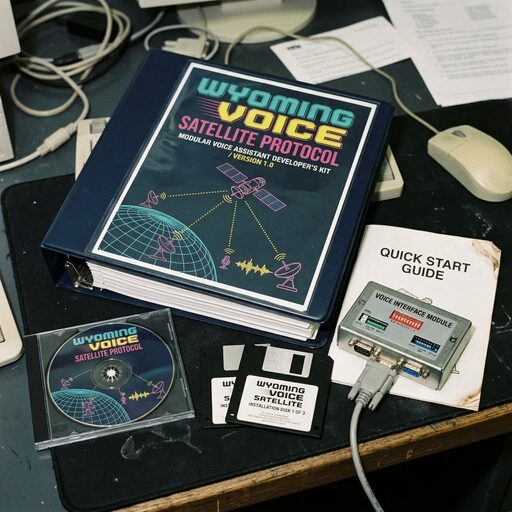 WYOMING
VOICE
SATELLITE PROTOCOL
MODULAR VOICE ASSISTANT DEVELOPER'S KIT
/ VERSION 1.0
QUICK START
GUIDE
VOICE INTERFACE MODULE
WYOMING
VOICE
SATELLITE PROTOCOL
WYOMING
VOICE
SATELLITE
INSTALLATION DISK 1 OF 3